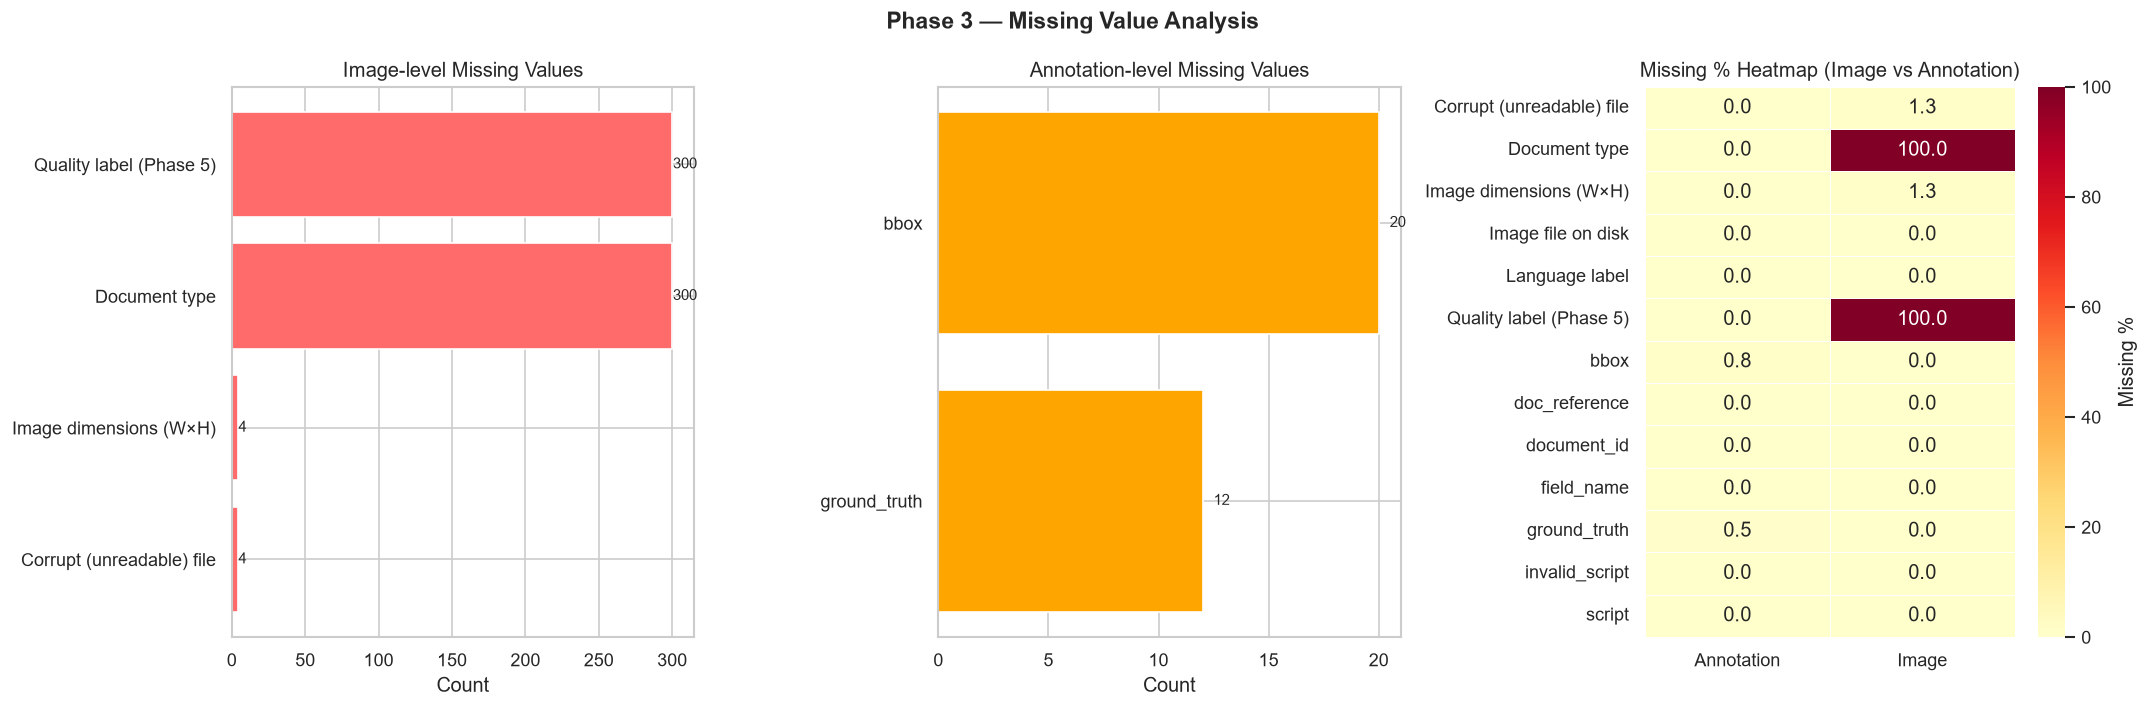 Phase 3 — Missing Value Analysis
Image-level Missing Values
Quality label (Phase 5)
300
Document type
300
Image dimensions (W×H)
4
Corrupt (unreadable) file
4
0 50 100 150 200 250 300
Count
Annotation-level Missing Values
bbox
20
ground_truth
12
0 5 10 15 20
Count
Missing % Heatmap (Image vs Annotation)
Corrupt (unreadable) file 0.0 1.3
Document type 0.0 100.0
Image dimensions (W×H) 0.0 1.3
Image file on disk 0.0 0.0
Language label 0.0 0.0
Quality label (Phase 5) 0.0 100.0
bbox 0.8 0.0
doc_reference 0.0 0.0
document_id 0.0 0.0
field_name 0.0 0.0
ground_truth 0.5 0.0
invalid_script 0.0 0.0
script 0.0 0.0
Annotation Image
100
80
60
40
20
0
Missing %